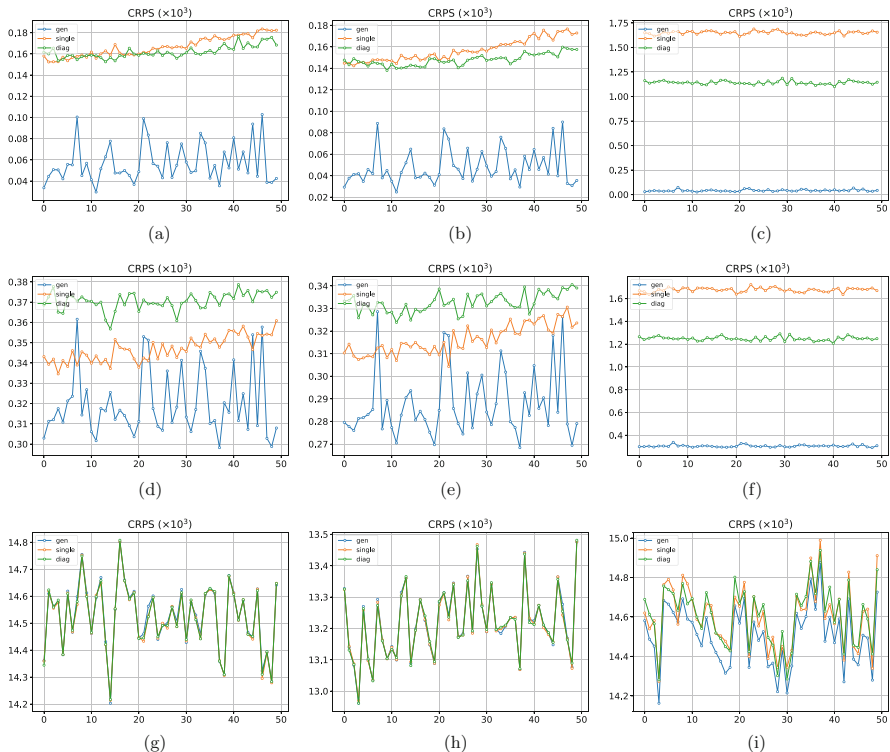 CRPS (×10³) CRPS (×10³) CRPS (×10³)
gen gen gen
single single single
diag diag diag
0.18 0.18 1.75
0.16 0.16 1.50
0.14 0.14 1.25
0.12 0.12 1.00
0.10 0.10 0.75
0.08 0.08 0.50
0.06 0.06 0.25
0.04 0.04 0.00
0.02
0 10 20 30 40 50 0 10 20 30 40 50 0 10 20 30 40 50
(a) (b) (c)
CRPS (×10³) CRPS (×10³) CRPS (×10³)
gen gen gen
single single single
diag diag diag
0.38 0.34 1.6
0.37 0.33 1.4
0.36 0.32 1.2
0.35 0.31 1.0
0.34 0.30 0.8
0.33 0.29 0.6
0.32 0.28 0.4
0.31 0.27
0.30
0 10 20 30 40 50 0 10 20 30 40 50 0 10 20 30 40 50
(d) (e) (f)
CRPS (×10³) CRPS (×10³) CRPS (×10³)
gen gen gen
single single single
diag diag diag
14.8 13.5 15.0
14.7 13.4 14.8
14.6 13.3 14.6
14.5 13.2 14.4
14.4 13.1 14.2
14.3 13.0
14.2
0 10 20 30 40 50 0 10 20 30 40 50 0 10 20 30 40 50
(g) (h) (i)